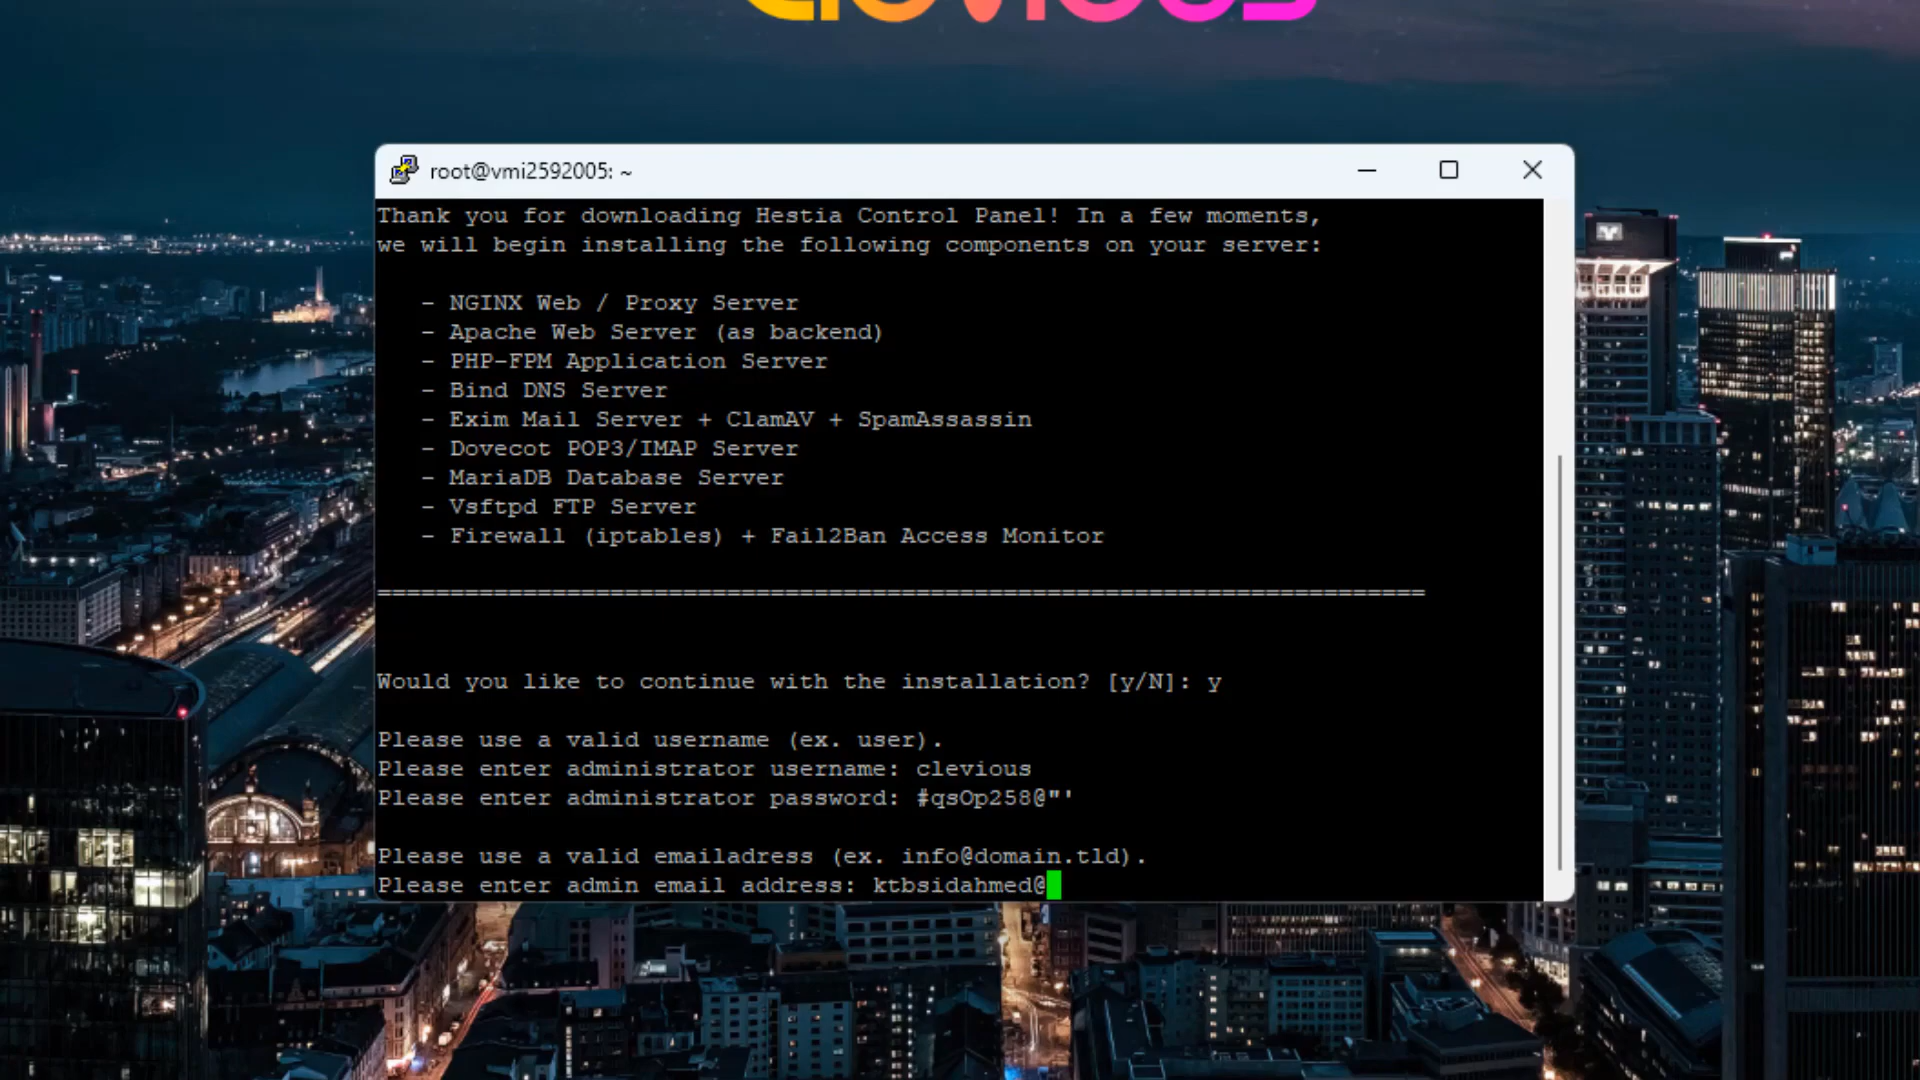 clevious
root@vmi2592005: ~
Thank you for downloading Hestia Control Panel! In a few moments,
we will begin installing the following components on your server:
- NGINX Web / Proxy Server
- Apache Web Server (as backend)
- PHP-FPM Application Server
- Bind DNS Server
- Exim Mail Server + ClamAV + SpamAssassin
- Dovecot POP3/IMAP Server
- MariaDB Database Server
- Vsftpd FTP Server
- Firewall (iptables) + Fail2Ban Access Monitor
========================================================================
Would you like to continue with the installation? [y/N]: y
Please use a valid username (ex. user).
Please enter administrator username: clevious
Please enter administrator password: #qsOp258@"'
Please use a valid emailadress (ex. info@domain.tld).
Please enter admin email address: ktbsidahmed@